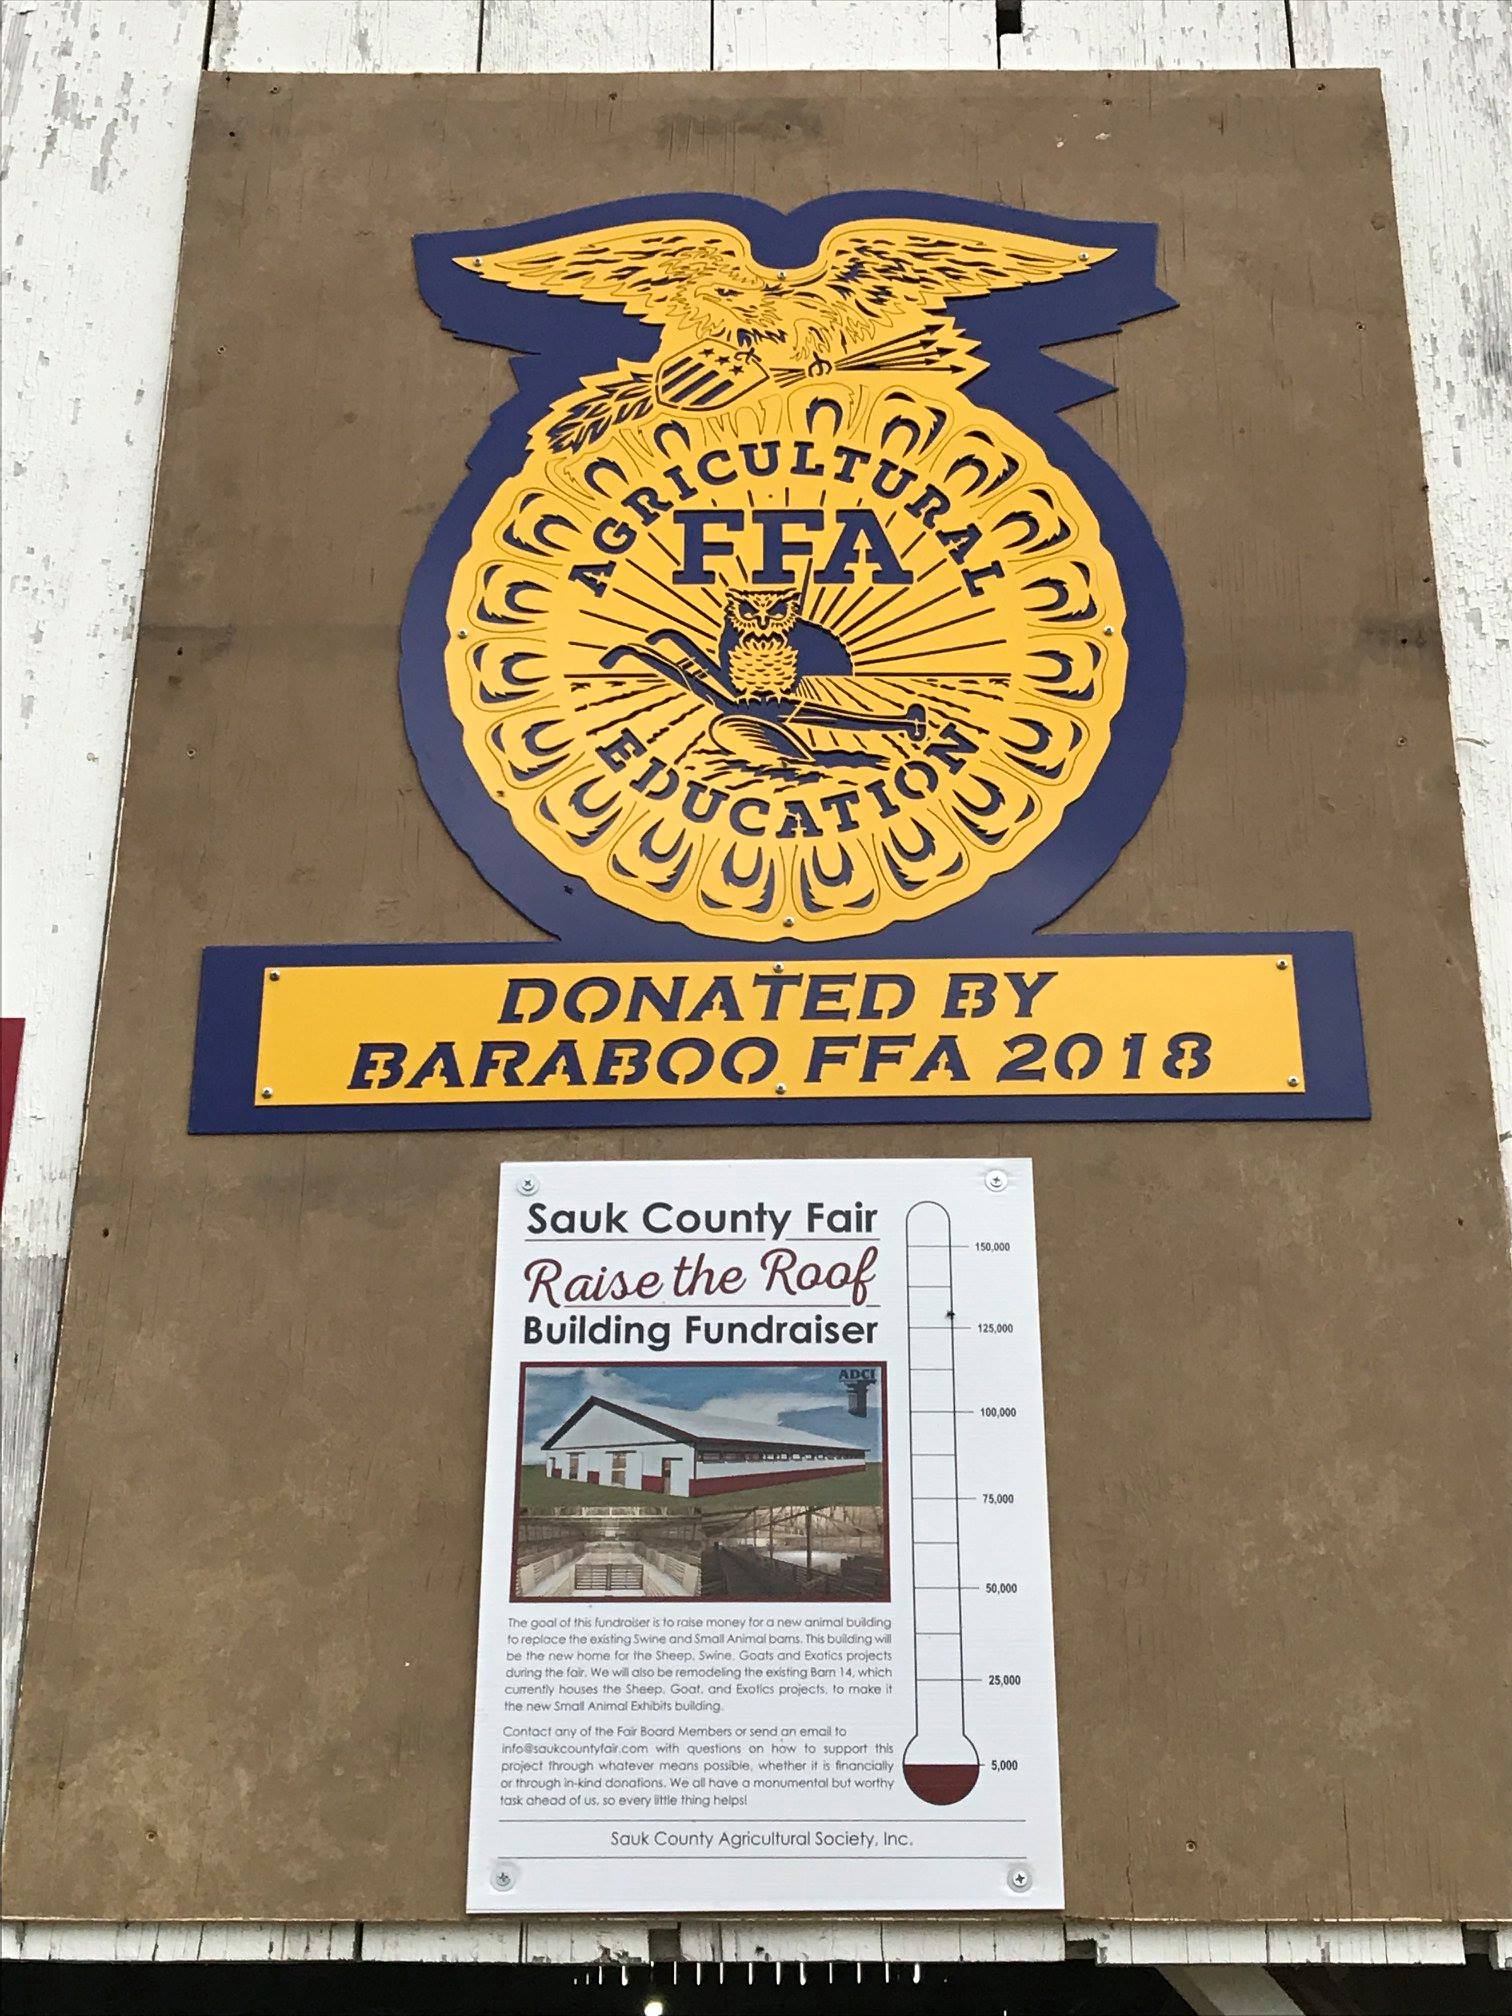 AGRICULTURAL
FFA
EDUCATION
DONATED BY
BARABOO FFA 2018
Sauk County Fair
Raise the Roof
Building Fundraiser
ADCI
The goal of this fundraiser is to raise money for a new animal building
to replace the existing Swine and Small Animal barns. This building will
be the new home for the Sheep, Swine, Goats and Exotics projects
during the fair. We will also be remodeling the existing Barn 14, which
currently houses the Sheep, Goat, and Exotics projects, to make it
the new Small Animal Exhibits building.
Contact any of the Fair Board Members or send an email to
info@saukcountyfair.com with questions on how to support this
project through whatever means possible, whether it is financially
or through in-kind donations. We all have a monumental but worthy
task ahead of us, so every little thing helps!
150,000
125,000
100,000
75,000
50,000
25,000
5,000
Sauk County Agricultural Society, Inc.